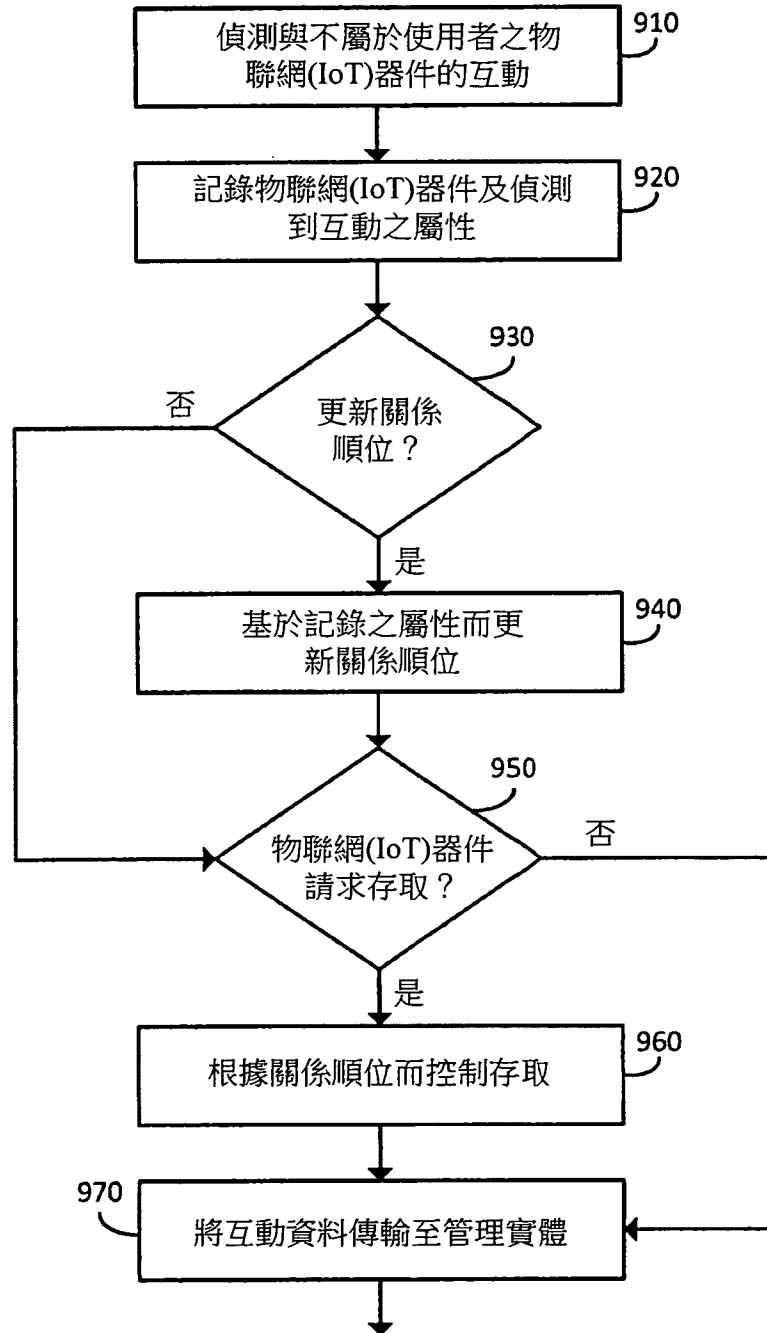 偵測與不屬於使用者之物
聯網(IoT)器件的互動
910
記錄物聯網(IoT)器件及偵測
到互動之屬性
920
930
否
更新關係
順位？
是
基於記錄之屬性而更
新關係順位
940
950
物聯網(IoT)器件
請求存取？
否
是
根據關係順位而控制存取
960
970
將互動資料傳輸至管理實體